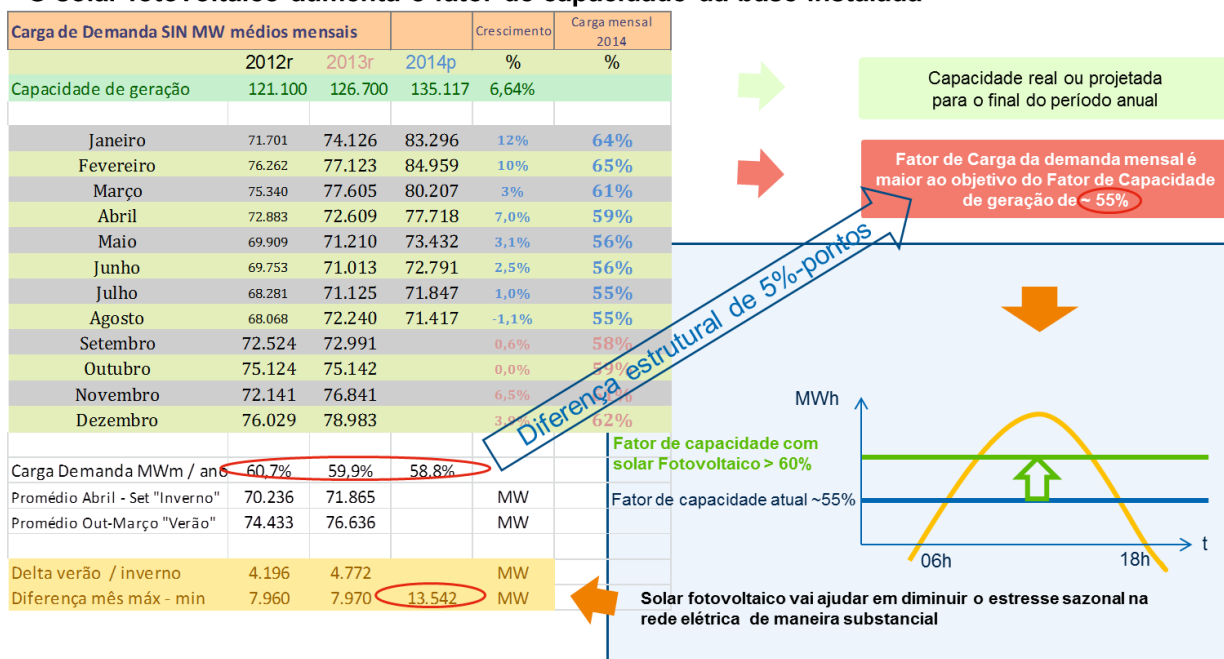 O solar fotovoltaico aumenta o fator de capacidade da base instalada
Carga de Demanda SIN MW médios mensais Crescimento Carga mensal 2014
2012r 2013r 2014p % %
Capacidade de geração 121.100 126.700 135.117 6,64%
Janeiro 71.701 74.126 83.296 12% 64%
Fevereiro 76.262 77.123 84.959 10% 65%
Março 75.340 77.605 80.207 3% 61%
Abril 72.883 72.609 77.718 7,0% 59%
Maio 69.909 71.210 73.432 3,1% 56%
Junho 69.753 71.013 72.791 2,5% 56%
Julho 68.281 71.125 71.847 1,0% 55%
Agosto 68.068 72.240 71.417 -1,1% 55%
Setembro 72.524 72.991 0,6% 58%
Outubro 75.124 75.142 0,0% 59%
Novembro 72.141 76.841 6,5%
Dezembro 76.029 78.983 62%
Carga Demanda MWm / ano 60,7% 59,9% 58,8%
Promédio Abril - Set "Inverno" 70.236 71.865 MW
Promédio Out-Março "Verão" 74.433 76.636 MW
Delta verão / inverno 4.196 4.772 MW
Diferença mês máx - min 7.960 7.970 13.542 MW
Capacidade real ou projetada
para o final do período anual
Fator de Carga da demanda mensal é
maior ao objetivo do Fator de Capacidade
de geração de ~ 55%
Diferença estrutural de 5%-pontos
MWh
Fator de capacidade com
solar Fotovoltaico > 60%
Fator de capacidade atual ~55%
t
06h 18h
Solar fotovoltaico vai ajudar em diminuir o estresse sazonal na
rede elétrica de maneira substancial